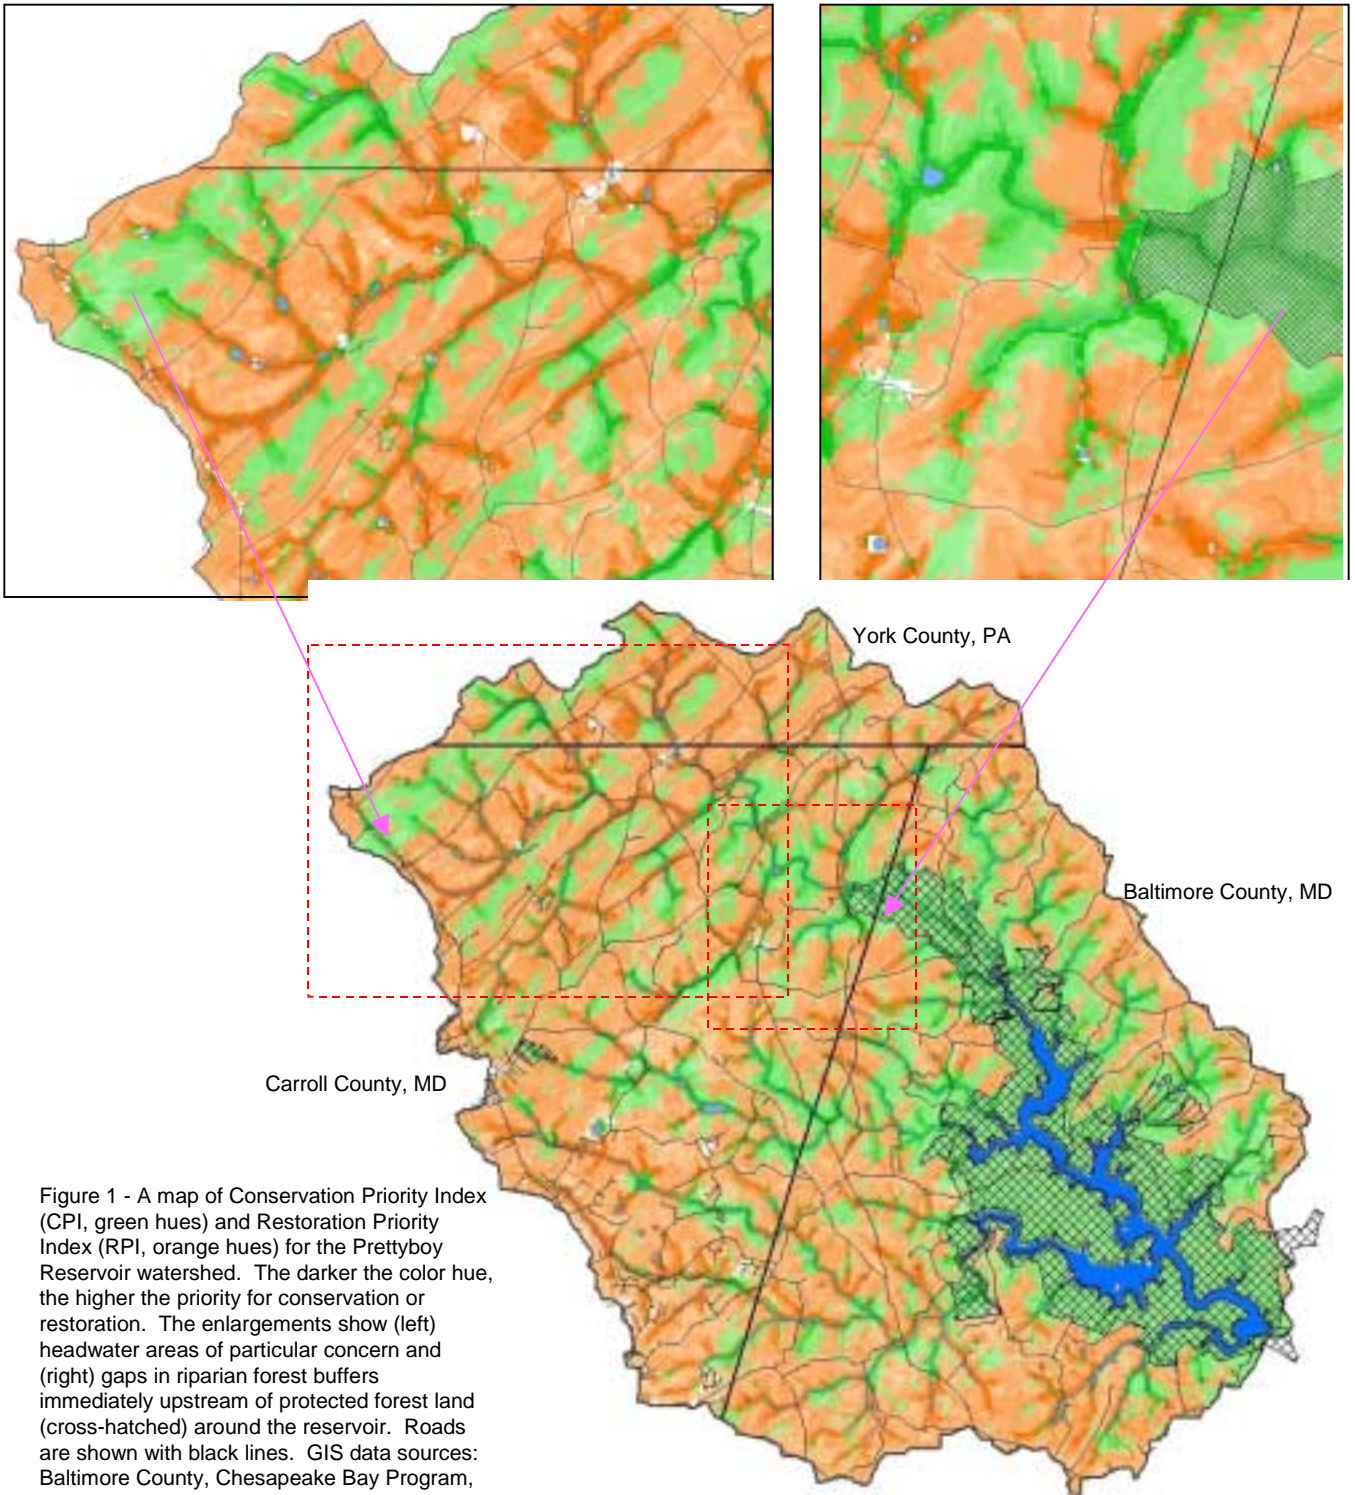 York County, PA
Baltimore County, MD
Carroll County, MD
Figure 1 - A map of Conservation Priority Index
(CPI, green hues) and Restoration Priority
Index (RPI, orange hues) for the Prettyboy
Reservoir watershed.  The darker the color hue,
the higher the priority for conservation or
restoration.  The enlargements show (left)
headwater areas of particular concern and
(right) gaps in riparian forest buffers
immediately upstream of protected forest land
(cross-hatched) around the reservoir.  Roads
are shown with black lines.  GIS data sources:
Baltimore County, Chesapeake Bay Program,